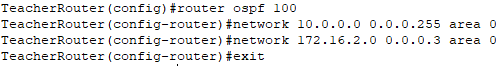 TeacherRouter(config)#router ospf 100
TeacherRouter(config-router)#network 10.0.0.0 0.0.0.255 area 0
TeacherRouter(config-router)#network 172.16.2.0 0.0.0.3 area 0
TeacherRouter(config-router)#exit